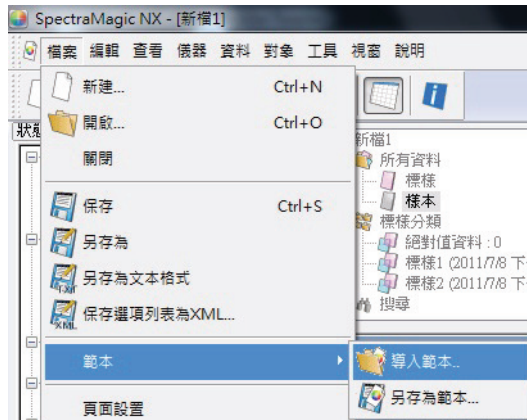 SpectraMagic NX - [新檔1]
檔案 編輯 查看 儀器 資料 對象 工具 視窗 說明
新建... Ctrl+N
開啟... Ctrl+O
關閉
保存 Ctrl+S
另存為
另存為文本格式
保存選項列表為XML...
範本
頁面設置
導入範本..
另存為範本...
新檔1
所有資料
標樣
樣本
標樣分類
絕對值資料 : 0
標樣1 (2011/7/8 下
標樣2 (2011/7/8 下
搜尋